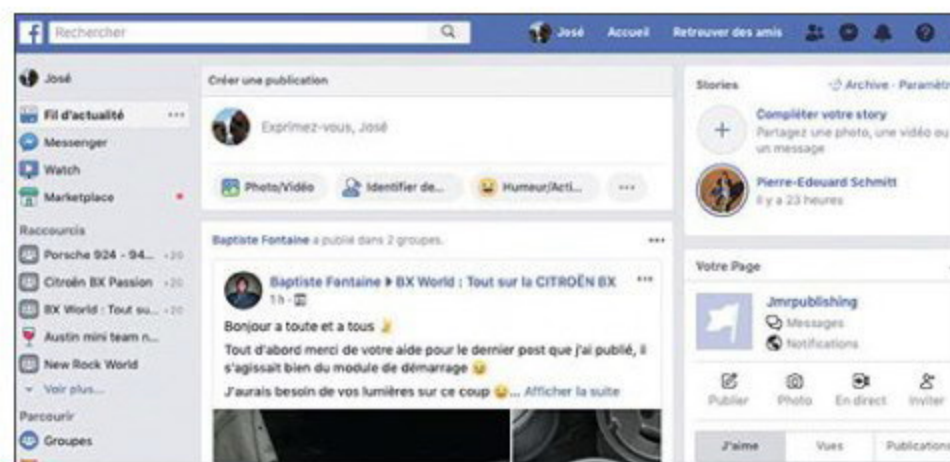 f
Rechercher
José
Accueil
Retrouver des amis
José
Fil d'actualité
Messenger
Watch
Marketplace
Raccourcis
Porsche 924 - 94... +20
Citroën BX Passion +20
BX World : Tout su... +20
Austin mini team n...
New Rock World
Voir plus...
Parcourir
Groupes
Créer une publication
Exprimez-vous, José
Photo/Vidéo
Identifier de...
Humeur/Acti...
Baptiste Fontaine a publié dans 2 groupes.
Baptiste Fontaine ▸ BX World : Tout sur la CITROËN BX
1 h ·
Bonjour a toute et a tous
Tout d'abord merci de votre aide pour le dernier post que j'ai publié, il
s'agissait bien du module de démarrage
J'aurais besoin de vos lumières sur ce coup ... Afficher la suite
Stories
Archive · Paramètr
Compléter votre story
Partagez une photo, une vidéo ou
un message
Pierre-Edouard Schmitt
il y a 23 heures
Votre Page
Jmrpublishing
Messages
Notifications
Publier
Photo
En direct
Inviter
J'aime
Vues
Publications